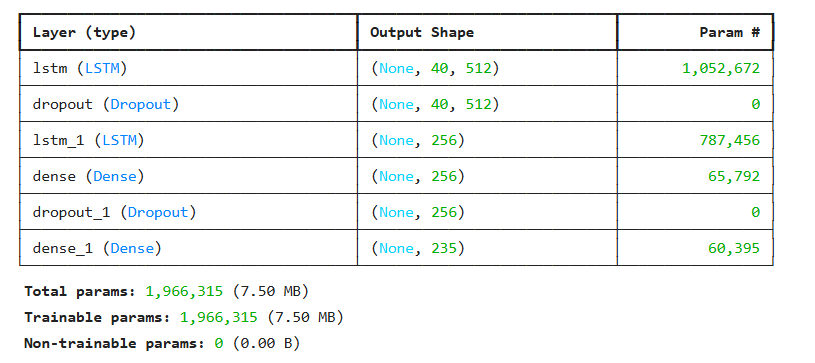 Layer (type) Output Shape Param #
lstm (LSTM) (None, 40, 512) 1,052,672
dropout (Dropout) (None, 40, 512) 0
lstm_1 (LSTM) (None, 256) 787,456
dense (Dense) (None, 256) 65,792
dropout_1 (Dropout) (None, 256) 0
dense_1 (Dense) (None, 235) 60,395
Total params: 1,966,315 (7.50 MB)
Trainable params: 1,966,315 (7.50 MB)
Non-trainable params: 0 (0.00 B)